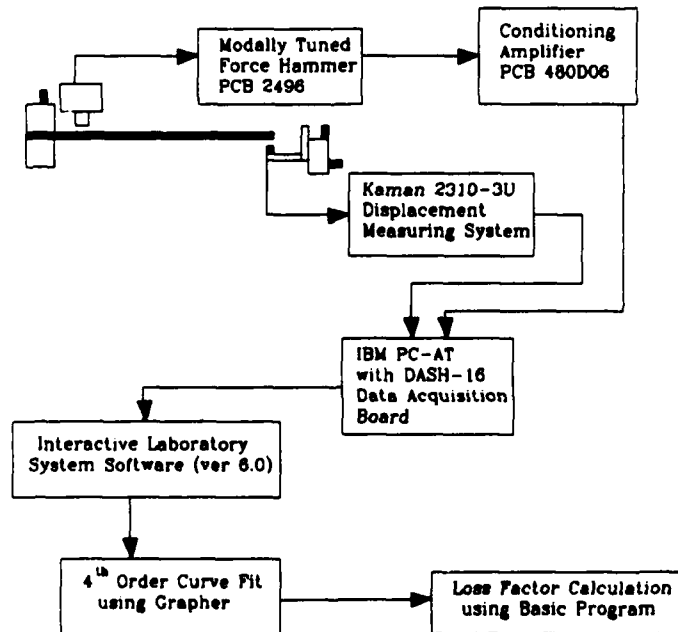 Modally Tuned
Force Hammer
PCB 2496
Conditioning
Amplifier
PCB 480D06
Kaman 2310-3U
Displacement
Measuring System
IBM PC-AT
with DASH-16
Data Acquisition
Board
Interactive Laboratory
System Software (ver 6.0)
4th Order Curve Fit
using Grapher
Loss Factor Calculation
using Basic Program